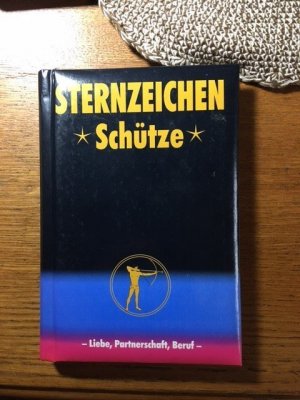 STERNZEICHEN
Schütze
– Liebe, Partnerschaft, Beruf –